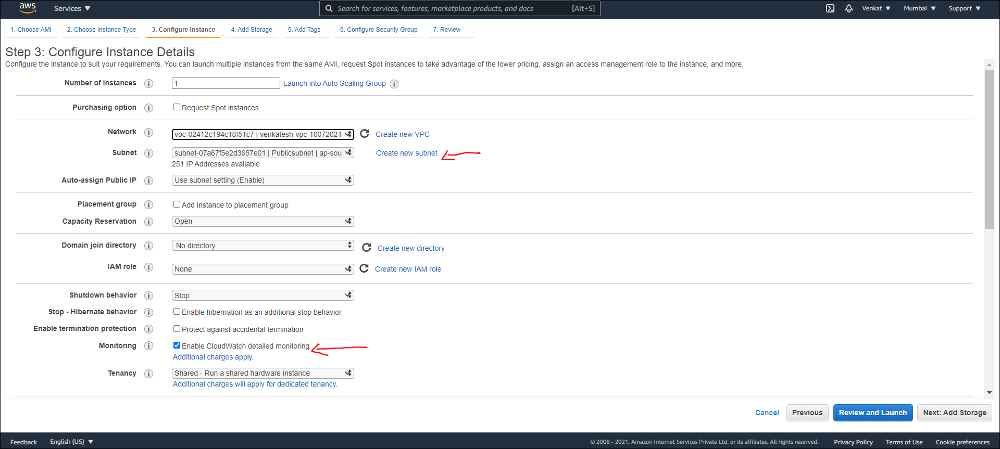 aws Services Search for services, features, marketplace products, and docs [Alt+S] Venkat Mumbai Support
1. Choose AMI 2. Choose Instance Type 3. Configure Instance 4. Add Storage 5. Add Tags 6. Configure Security Group 7. Review
Step 3: Configure Instance Details
Configure the instance to suit your requirements. You can launch multiple instances from the same AMI, request Spot instances to take advantage of the lower pricing, assign an access management role to the instance, and more.
Number of instances i 1 Launch into Auto Scaling Group i
Purchasing option i Request Spot instances
Network i vpc-02412c194c18f51c7 | venkatesh-vpc-10072021 Create new VPC
Subnet i subnet-07a67f5e2d3657e01 | Publicsubnet | ap-sou Create new subnet
251 IP Addresses available
Auto-assign Public IP i Use subnet setting (Enable)
Placement group i Add instance to placement group
Capacity Reservation i Open
Domain join directory i No directory Create new directory
IAM role i None Create new IAM role
Shutdown behavior i Stop
Stop - Hibernate behavior i Enable hibernation as an additional stop behavior
Enable termination protection i Protect against accidental termination
Monitoring i Enable CloudWatch detailed monitoring
Additional charges apply.
Tenancy i Shared - Run a shared hardware instance
Additional charges will apply for dedicated tenancy.
Cancel Previous Review and Launch Next: Add Storage
Feedback English (US) © 2008 - 2021, Amazon Internet Services Private Ltd. or its affiliates. All rights reserved. Privacy Policy Terms of Use Cookie preferences